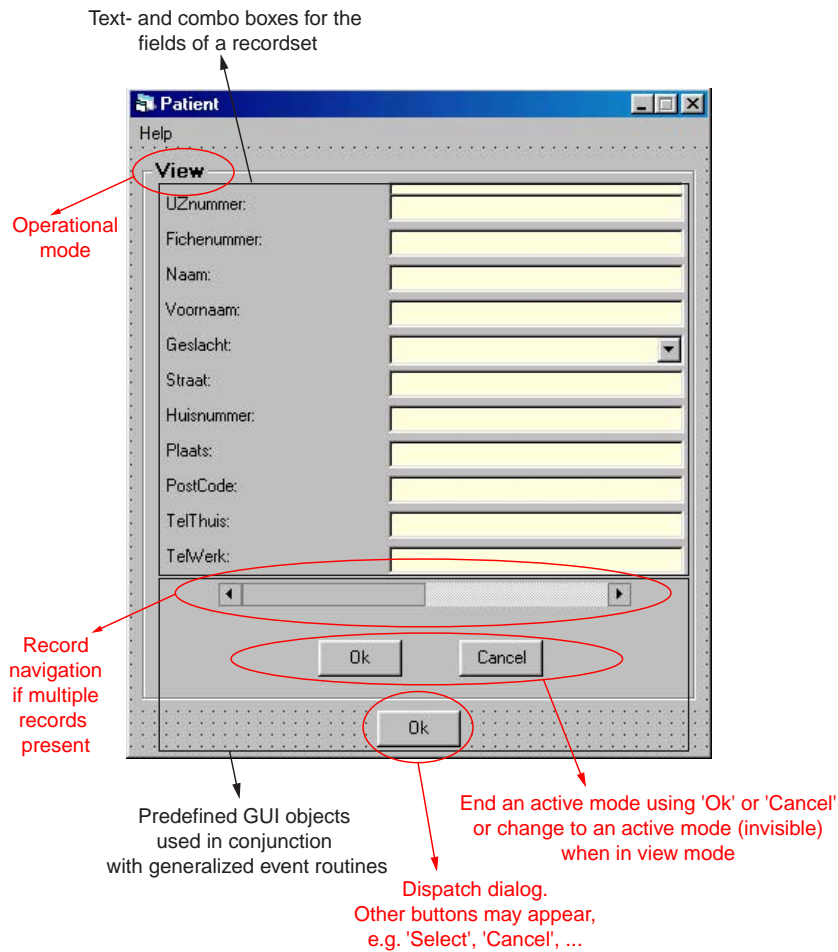 Text- and combo boxes for the
fields of a recordset
Patient
Help
View
Operational
mode
UZnummer:
Fichenummer:
Naam:
Voornaam:
Geslacht:
Straat:
Huisnummer:
Plaats:
PostCode:
TelThuis:
TelWerk:
Record
navigation
if multiple
records
present
Ok Cancel
Ok
Predefined GUI objects
used in conjunction
with generalized event routines
End an active mode using 'Ok' or 'Cancel'
or change to an active mode (invisible)
when in view mode
Dispatch dialog.
Other buttons may appear,
e.g. 'Select', 'Cancel', ...